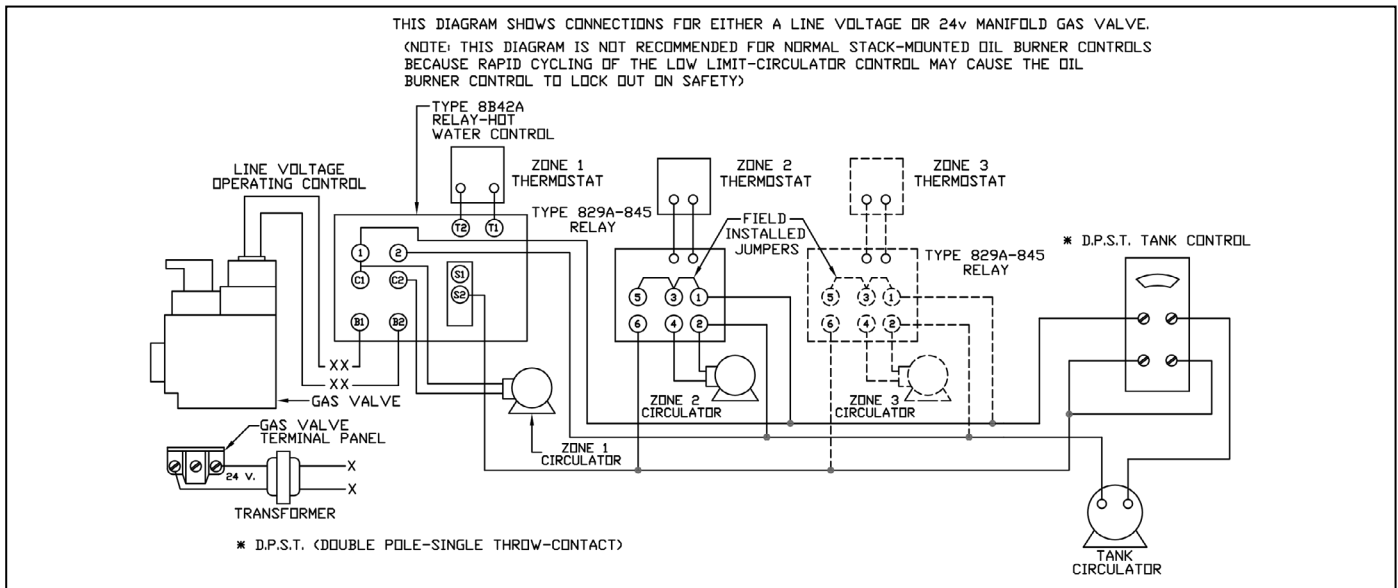 THIS DIAGRAM SHOWS CONNECTIONS FOR EITHER A LINE VOLTAGE OR 24v MANIFOLD GAS VALVE.
(NOTE: THIS DIAGRAM IS NOT RECOMMENDED FOR NORMAL STACK-MOUNTED OIL BURNER CONTROLS
BECAUSE RAPID CYCLING OF THE LOW LIMIT-CIRCULATOR CONTROL MAY CAUSE THE OIL
BURNER CONTROL TO LOCK OUT ON SAFETY)
TYPE 8B42A
RELAY-HOT
WATER CONTROL
LINE VOLTAGE
OPERATING CONTROL
ZONE 1
THERMOSTAT
ZONE 2
THERMOSTAT
ZONE 3
THERMOSTAT
TYPE 829A-845
RELAY
FIELD
INSTALLED
JUMPERS
TYPE 829A-845
RELAY
* D.P.S.T. TANK CONTROL
T2 T1
1 2
C1 C2
S1
S2
B1 B2
5 3 1
6 4 2
5 3 1
6 4 2
XX
XX
GAS VALVE
ZONE 2
CIRCULATOR
ZONE 3
CIRCULATOR
GAS VALVE
TERMINAL PANEL
ZONE 1
CIRCULATOR
24 V.
X
X
TRANSFORMER
* D.P.S.T. (DOUBLE POLE-SINGLE THROW-CONTACT)
TANK
CIRCULATOR